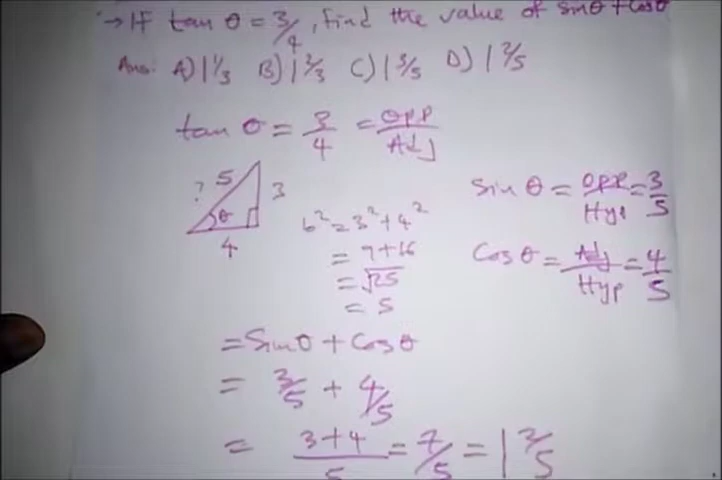 → If tan θ = 3/4, find the value of sinθ + cosθ
Ans: A) 1 1/3 B) 1 2/3 C) 1 3/5 D) 1 2/5
tan θ = 3/4 = Opp/Adj
? 5 3
θ
4
Sin θ = Opp/Hyp = 3/5
6² = 3² + 4²
= 9 + 16
= √25
= 5
Cos θ = Adj/Hyp = 4/5
= Sin θ + Cos θ
= 3/5 + 4/5
= 3+4/5 = 7/5 = 1 2/5